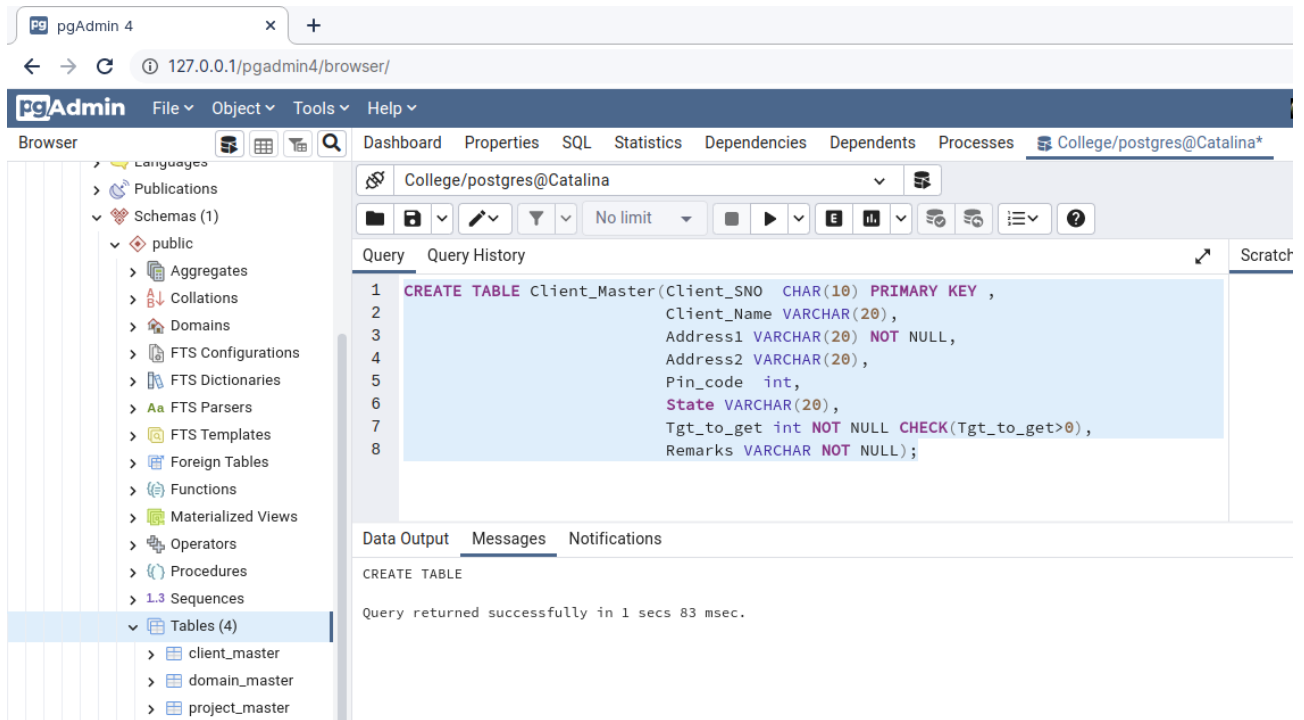 pgAdmin 4
127.0.0.1/pgadmin4/browser/
pgAdmin File Object Tools Help
Browser
Dashboard Properties SQL Statistics Dependencies Dependents Processes College/postgres@Catalina*
Languages
Publications
Schemas (1)
public
Aggregates
Collations
Domains
FTS Configurations
FTS Dictionaries
Aa FTS Parsers
FTS Templates
Foreign Tables
Functions
Materialized Views
Operators
Procedures
1..3 Sequences
Tables (4)
client_master
domain_master
project_master
College/postgres@Catalina
No limit
Query Query History
Scratch
1 CREATE TABLE Client_Master(Client_SNO CHAR(10) PRIMARY KEY ,
2 Client_Name VARCHAR(20),
3 Address1 VARCHAR(20) NOT NULL,
4 Address2 VARCHAR(20),
5 Pin_code int,
6 State VARCHAR(20),
7 Tgt_to_get int NOT NULL CHECK(Tgt_to_get>0),
8 Remarks VARCHAR NOT NULL);
Data Output Messages Notifications
CREATE TABLE
Query returned successfully in 1 secs 83 msec.